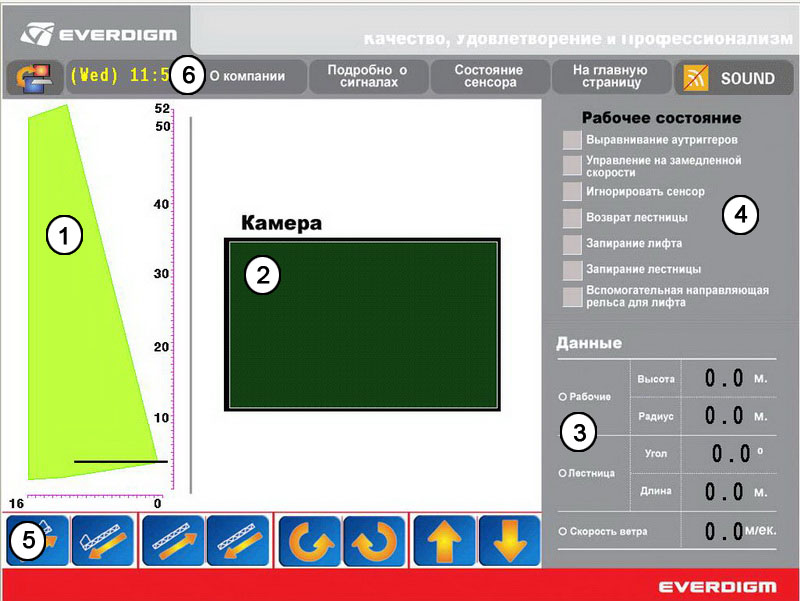 EVERDIGM
Качество, Удовлетворение и Профессионализм
(Wed) 11:5
6
О компании
Подробно о
сигналах
Состояние
сенсора
На главную
страницу
SOUND
52
50
40
30
20
10
16
0
1
Камера
2
Рабочее состояние
Выравнивание аутриггеров
Управление на замедленной
скорости
Игнорировать сенсор
Возврат лестницы
Запирание лифта
Запирание лестницы
Вспомогательная направляющая
рельса для лифта
4
Данные
Рабочие
Высота 0.0 м.
Радиус 0.0 м.
3
Лестница
Угол 0.0 °
Длина 0.0 м.
Скорость ветра 0.0 м/ек.
5
EVERDIGM